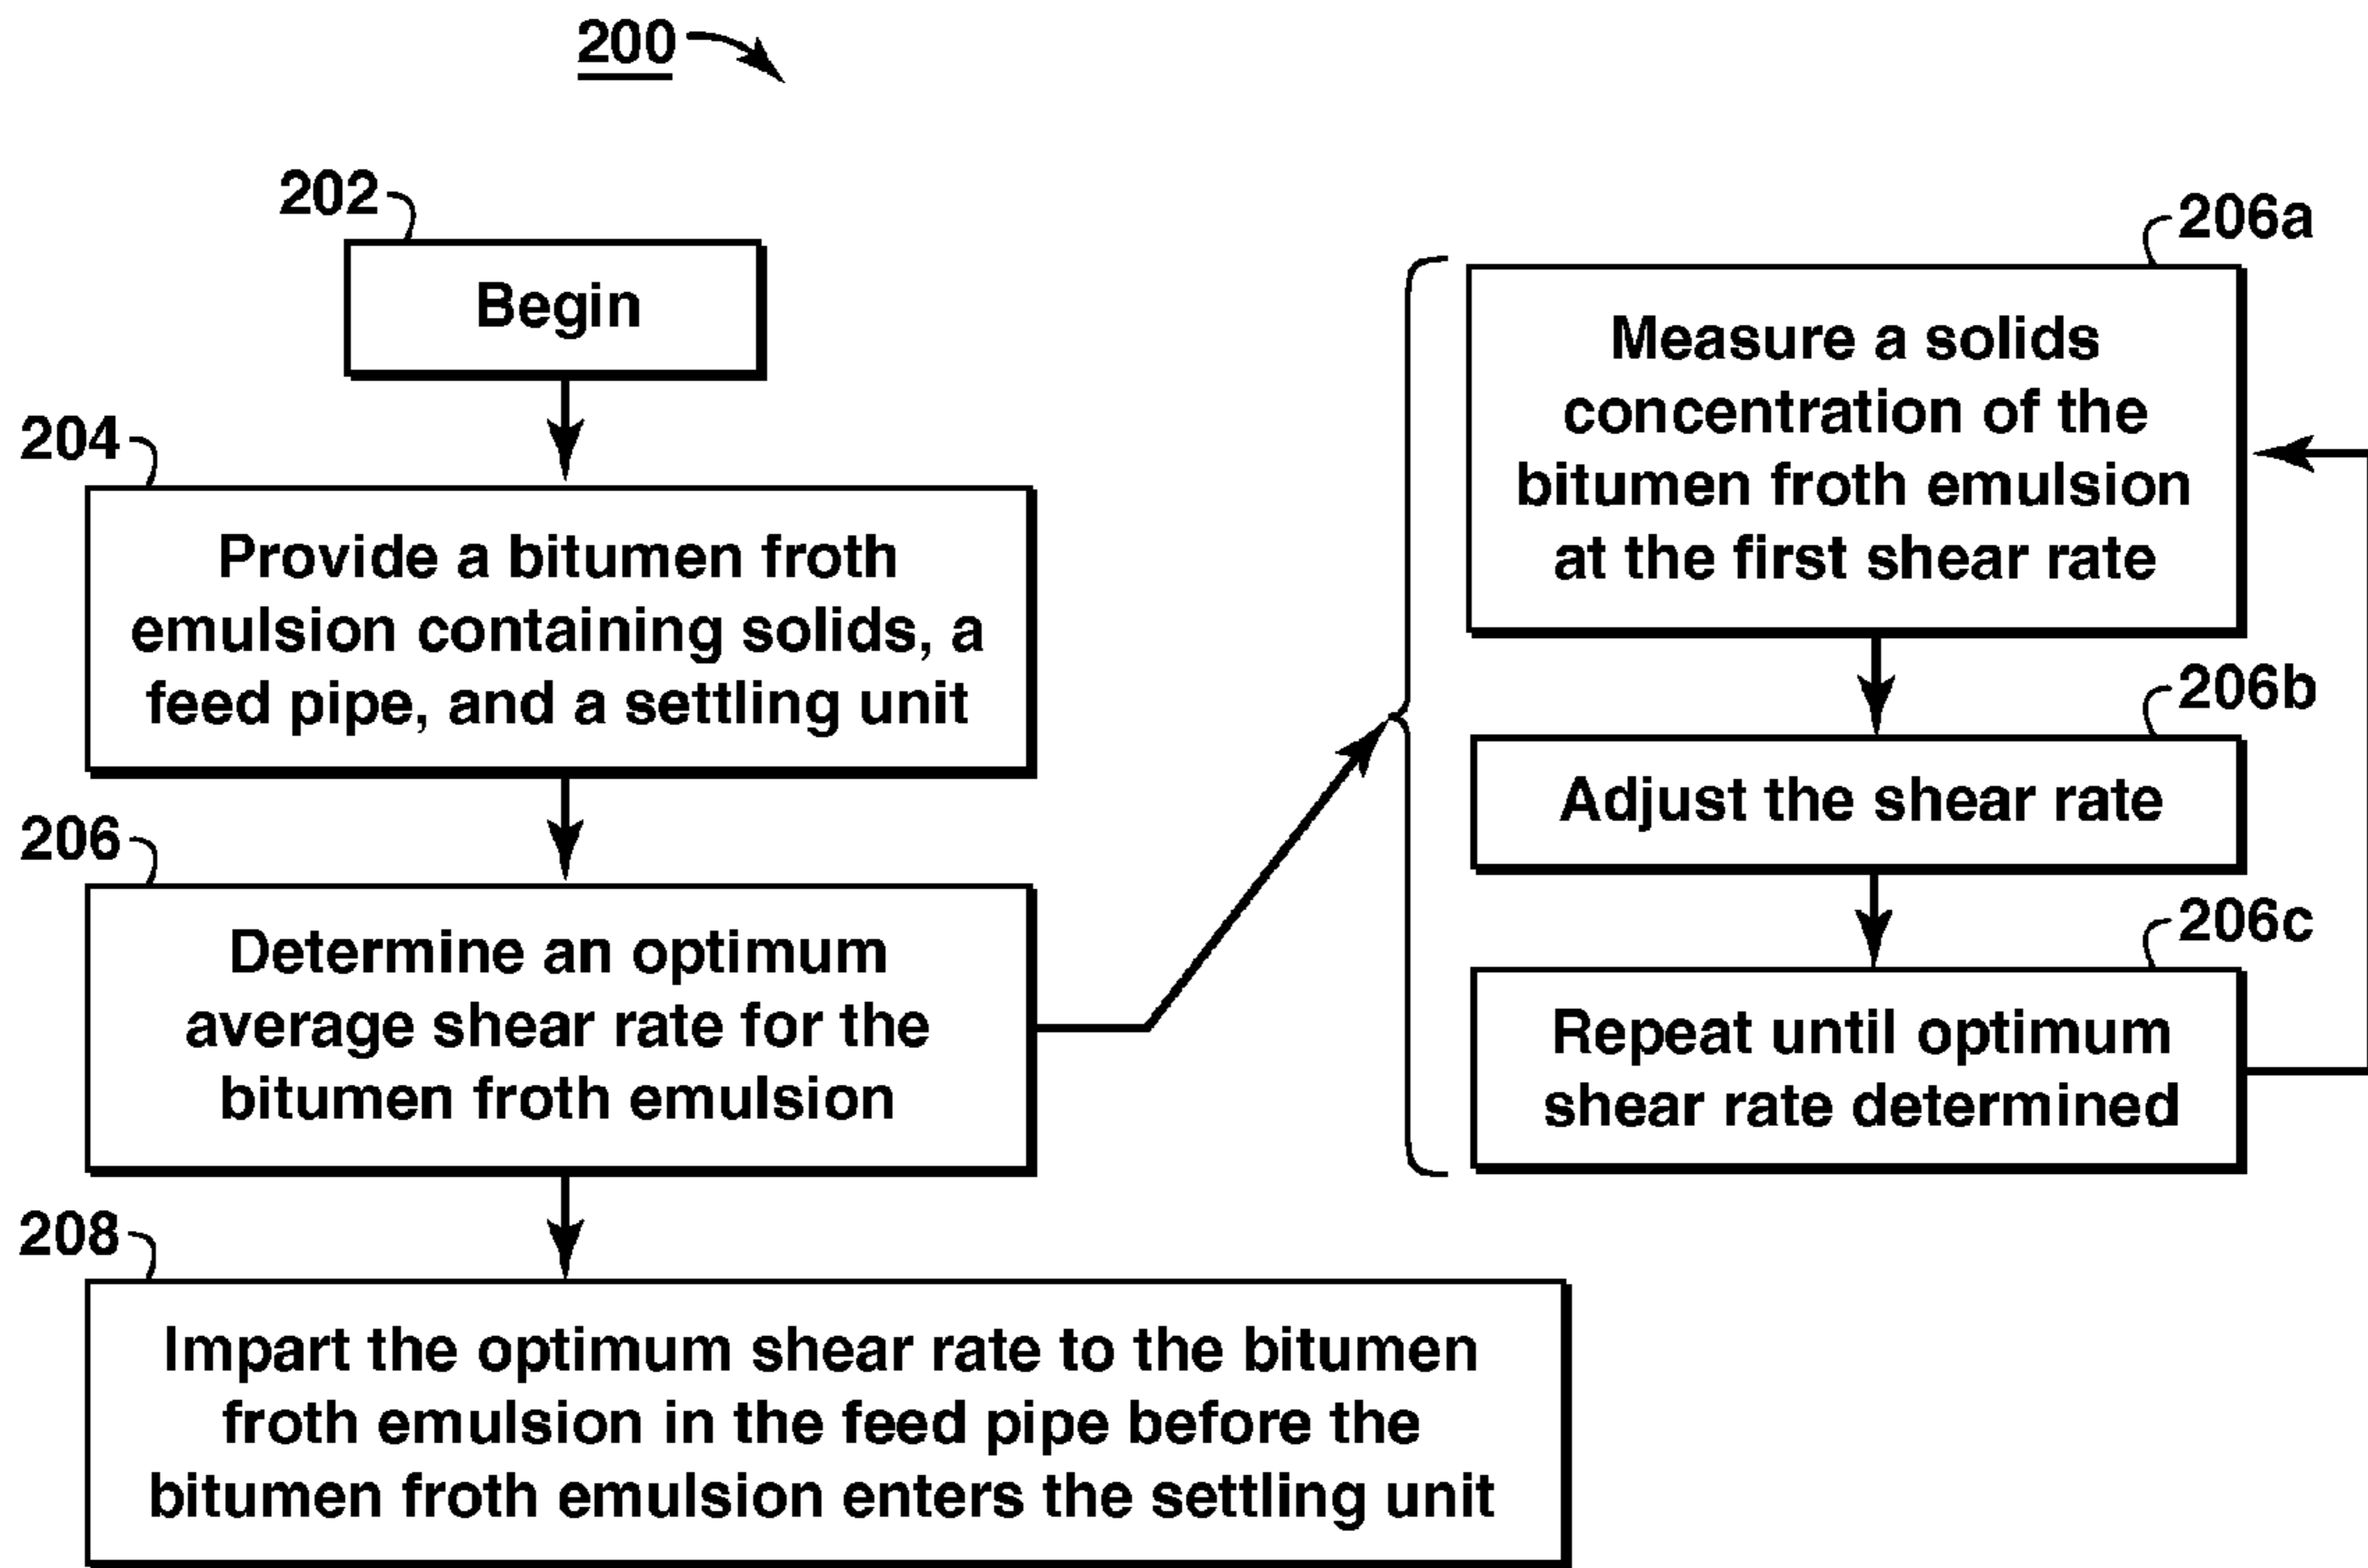 200
202
Begin
204
Provide a bitumen froth
emulsion containing solids, a
feed pipe, and a settling unit
206
Determine an optimum
average shear rate for the
bitumen froth emulsion
208
Impart the optimum shear rate to the bitumen
froth emulsion in the feed pipe before the
bitumen froth emulsion enters the settling unit
206a
Measure a solids
concentration of the
bitumen froth emulsion
at the first shear rate
206b
Adjust the shear rate
206c
Repeat until optimum
shear rate determined